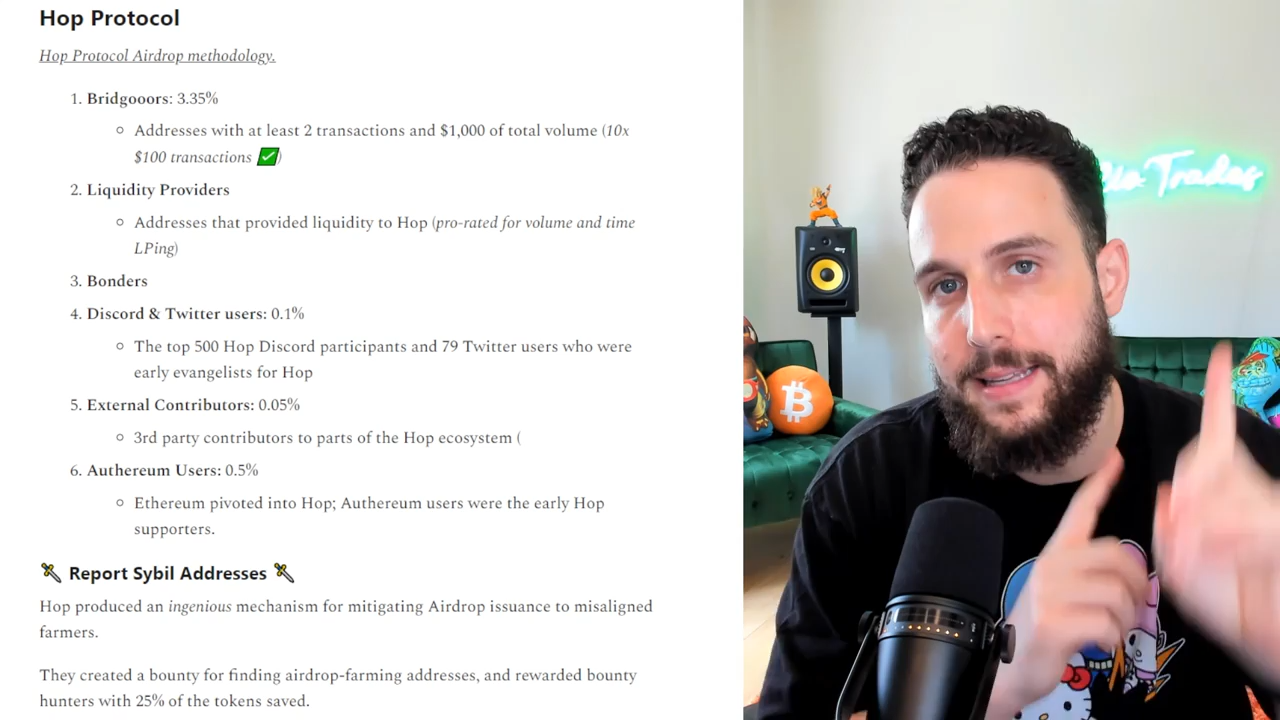 Hop Protocol
Hop Protocol Airdrop methodology.
1. Bridgooors: 3.35%
Addresses with at least 2 transactions and $1,000 of total volume (10x
$100 transactions ✅)
2. Liquidity Providers
Addresses that provided liquidity to Hop (pro-rated for volume and time
LPing)
3. Bonders
4. Discord & Twitter users: 0.1%
The top 500 Hop Discord participants and 79 Twitter users who were
early evangelists for Hop
5. External Contributors: 0.05%
3rd party contributors to parts of the Hop ecosystem (
6. Authereum Users: 0.5%
Ethereum pivoted into Hop; Authereum users were the early Hop
supporters.
Report Sybil Addresses
Hop produced an ingenious mechanism for mitigating Airdrop issuance to misaligned
farmers.
They created a bounty for finding airdrop-farming addresses, and rewarded bounty
hunters with 25% of the tokens saved.
Trades